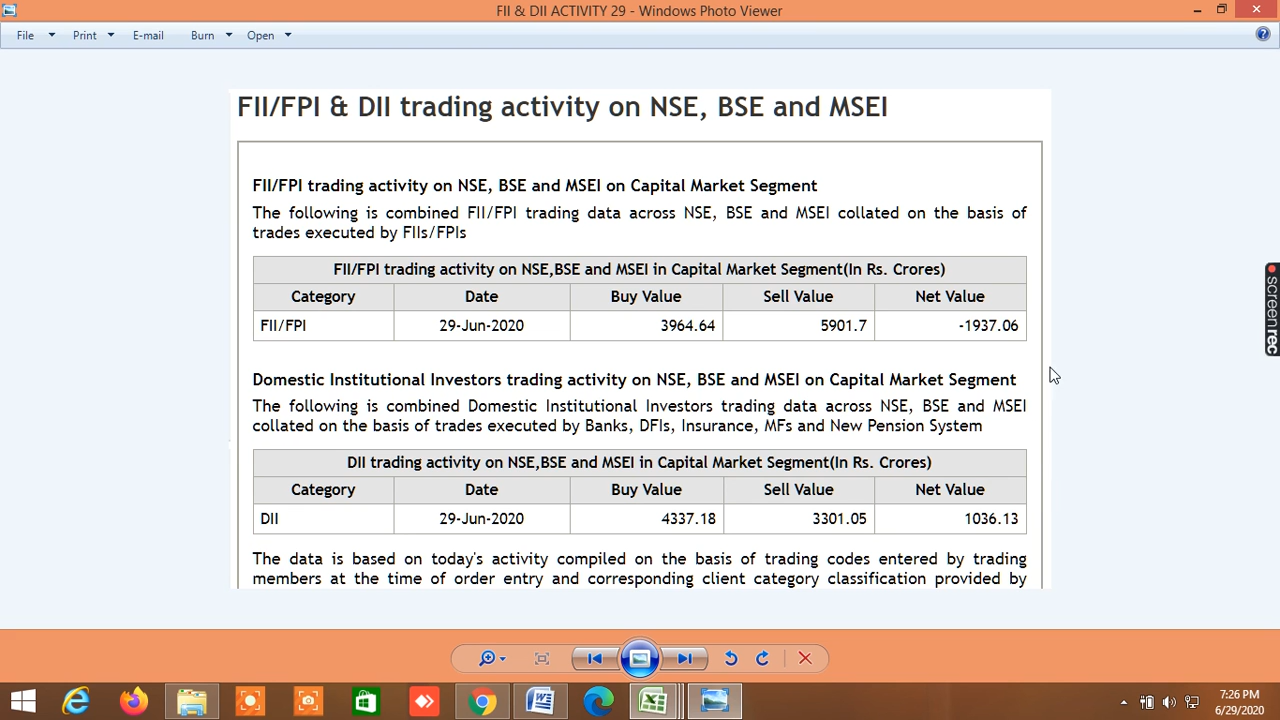 FII & DII ACTIVITY 29 - Windows Photo Viewer
File Print E-mail Burn Open
FII/FPI & DII trading activity on NSE, BSE and MSEI
FII/FPI trading activity on NSE, BSE and MSEI on Capital Market Segment
The following is combined FII/FPI trading data across NSE, BSE and MSEI collated on the basis of
trades executed by FIIs/FPIs
FII/FPI trading activity on NSE,BSE and MSEI in Capital Market Segment(In Rs. Crores)
Category Date Buy Value Sell Value Net Value
FII/FPI 29-Jun-2020 3964.64 5901.7 -1937.06
screenrec
Domestic Institutional Investors trading activity on NSE, BSE and MSEI on Capital Market Segment
The following is combined Domestic Institutional Investors trading data across NSE, BSE and MSEI
collated on the basis of trades executed by Banks, DFIs, Insurance, MFs and New Pension System
DII trading activity on NSE,BSE and MSEI in Capital Market Segment(In Rs. Crores)
Category Date Buy Value Sell Value Net Value
DII 29-Jun-2020 4337.18 3301.05 1036.13
The data is based on today's activity compiled on the basis of trading codes entered by trading
members at the time of order entry and corresponding client category classification provided by
7:26 PM
6/29/2020